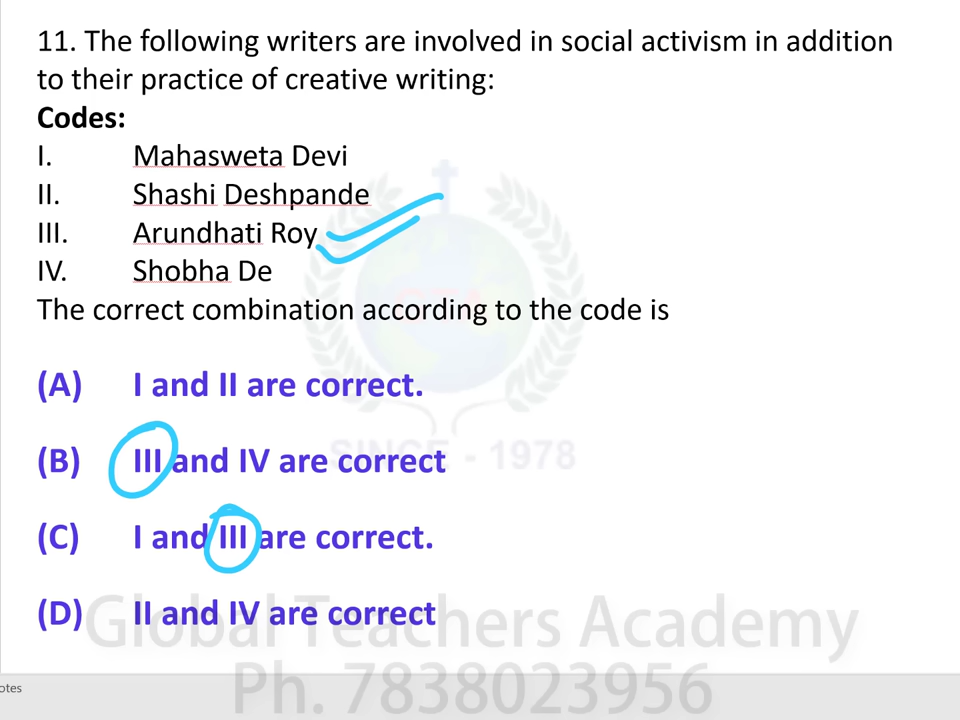 11. The following writers are involved in social activism in addition
to their practice of creative writing:
Codes:
I. Mahasweta Devi
II. Shashi Deshpande
III. Arundhati Roy
IV. Shobha De
The correct combination according to the code is
(A) I and II are correct.
(B) III and IV are correct
SINCE - 1978
(C) I and III are correct.
(D) II and IV are correct
Global Teachers Academy
Ph. 7838023956
otes